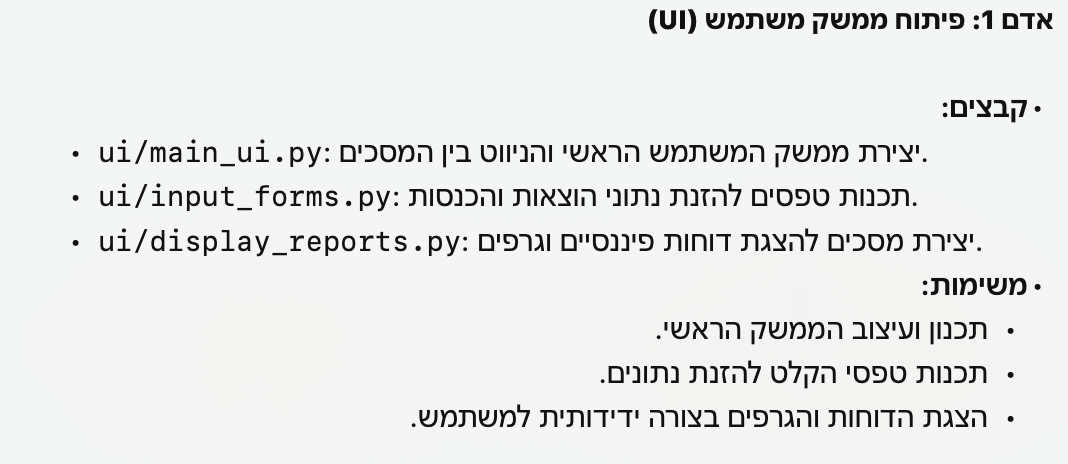 אדם 1: פיתוח ממשק משתמש (UI)
• קבצים:
• ui/main_ui.py: יצירת ממשק המשתמש הראשי והניווט בין המסכים.
• ui/input_forms.py: תכנות טפסים להזנת נתוני הוצאות והכנסות.
• ui/display_reports.py: יצירת מסכים להצגת דוחות פיננסיים וגרפים.
• משימות:
• תכנון ועיצוב הממשק הראשי.
• תכנות טפסי הקלט להזנת נתונים.
• הצגת הדוחות והגרפים בצורה ידידותית למשתמש.